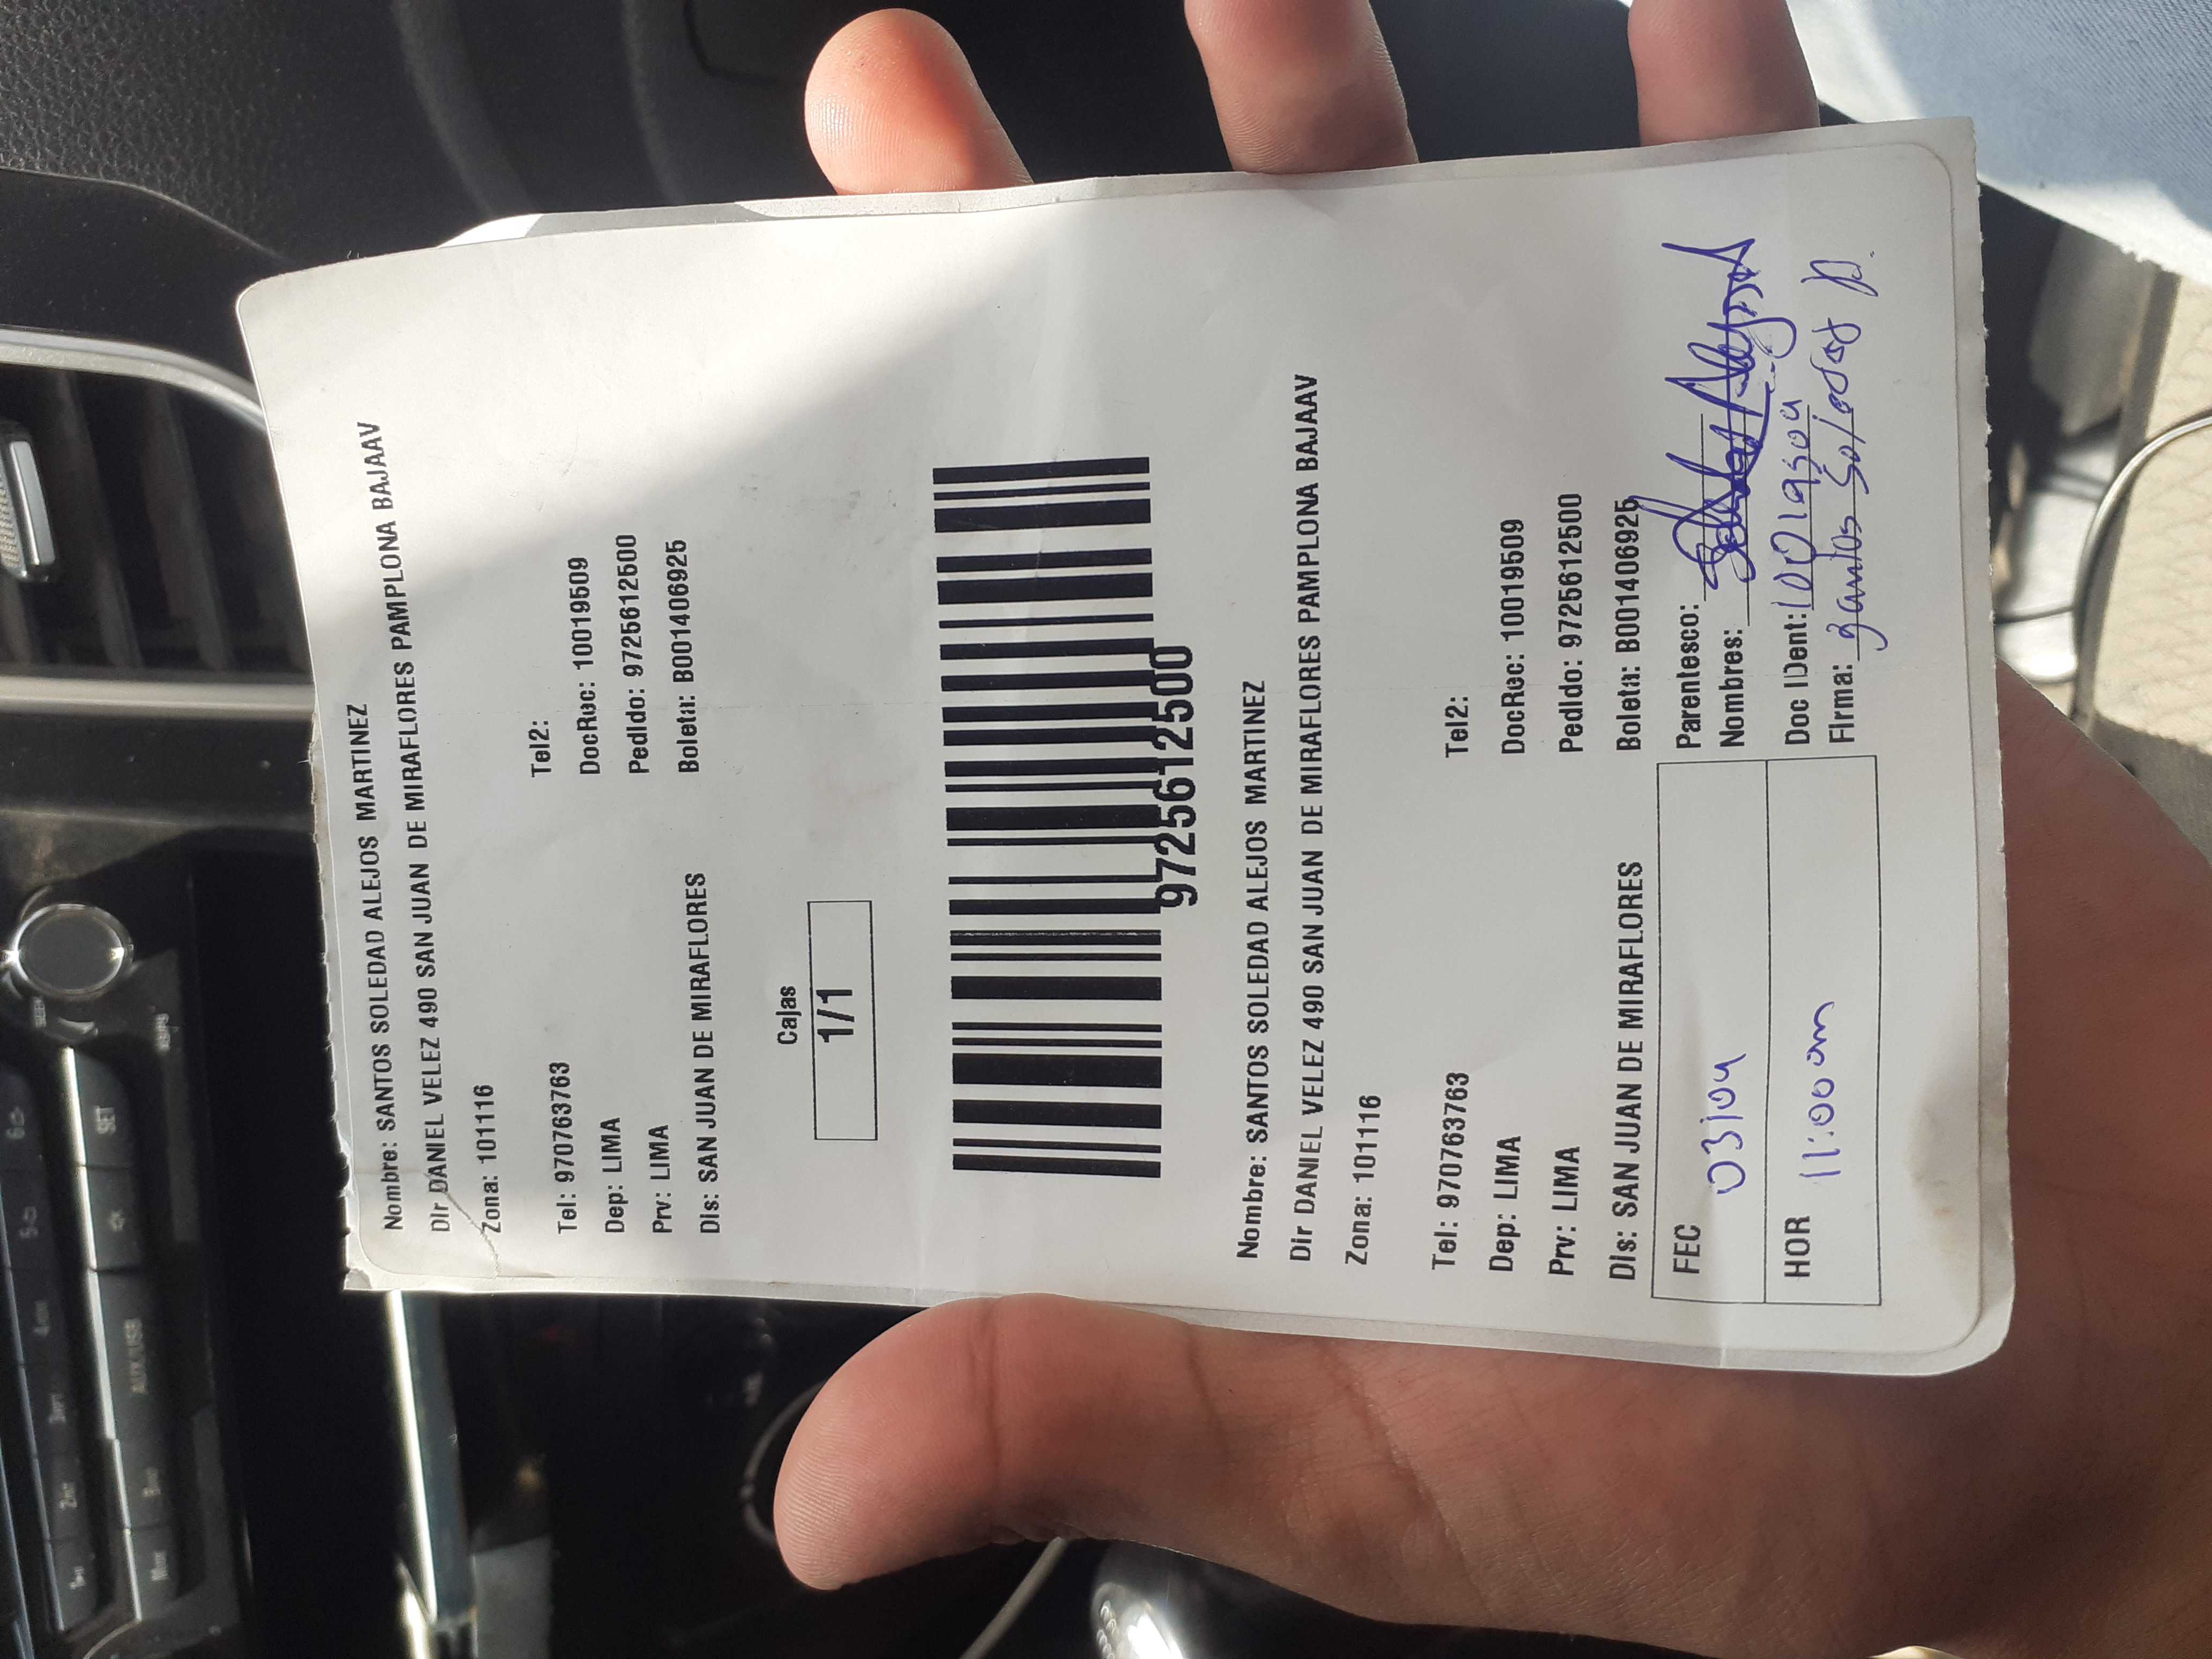 Nombre: SANTOS SOLEDAD ALEJOS MARTINEZ
Dir DANIEL VELEZ 490 SAN JUAN DE MIRAFLORES PAMPLONA BAJAAV
Zona: 101116
Tel: 970763763 Tel2:
Dep: LIMA DocRec: 10019509
Prv: LIMA Pedido: 9725612500
Dis: SAN JUAN DE MIRAFLORES Boleta: B001406925
Cajas
1/1
9725612500
Nombre: SANTOS SOLEDAD ALEJOS MARTINEZ
Dir DANIEL VELEZ 490 SAN JUAN DE MIRAFLORES PAMPLONA BAJAAV
Zona: 101116
Tel: 970763763 Tel2:
Dep: LIMA DocRec: 10019509
Prv: LIMA Pedido: 9725612500
Dis: SAN JUAN DE MIRAFLORES Boleta: B001406925
FEC 03/04 Parentesco:
Nombres:
HOR 11:00am Doc IDent:
Firma: Santos Soledad A.
SET
AUX/USB